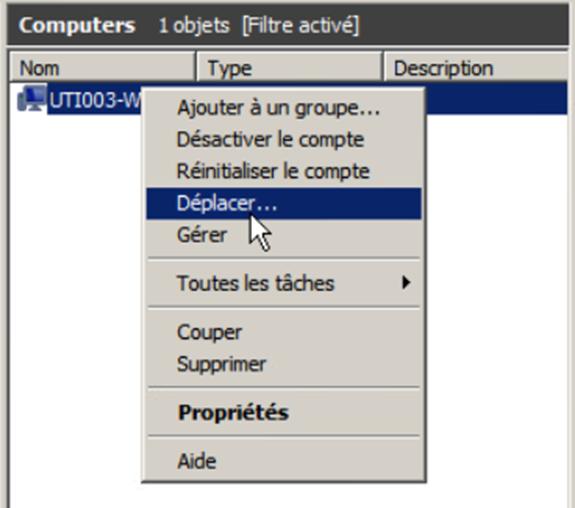 Computers 1 objets [Filtre activé]
Nom Type Description
UTI003-W
Ajouter à un groupe...
Désactiver le compte
Réinitialiser le compte
Déplacer...
Gérer
Toutes les tâches
Couper
Supprimer
Propriétés
Aide